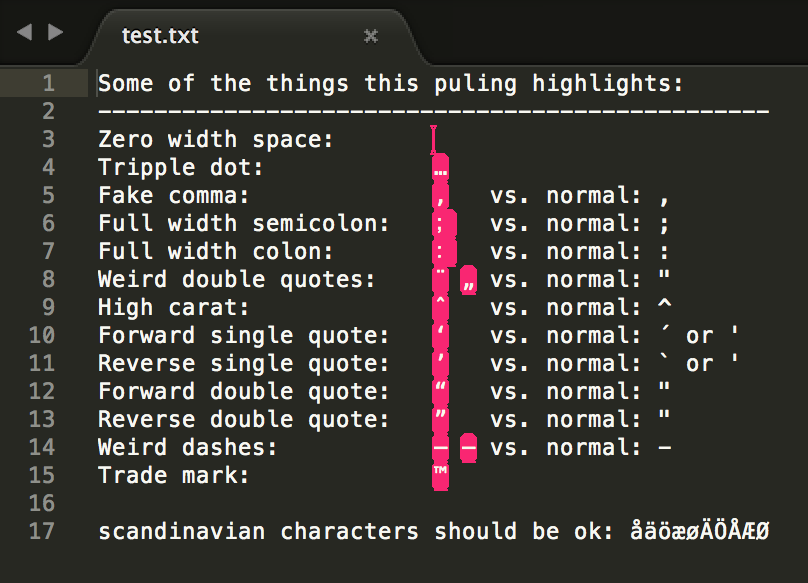 test.txt
1 Some of the things this puling highlights:
2 ------------------------------------------------
3 Zero width space: ​
4 Tripple dot: …
5 Fake comma: ‚ vs. normal: ,
6 Full width semicolon: ； vs. normal: ;
7 Full width colon: ： vs. normal: :
8 Weird double quotes: ¨ „ vs. normal: "
9 High carat: ˆ vs. normal: ^
10 Forward single quote: ‘ vs. normal: ´ or '
11 Reverse single quote: ’ vs. normal: ` or '
12 Forward double quote: “ vs. normal: "
13 Reverse double quote: ” vs. normal: "
14 Weird dashes: — – vs. normal: -
15 Trade mark: ™
16
17 scandinavian characters should be ok: åäöæøÄÖÅÆØ